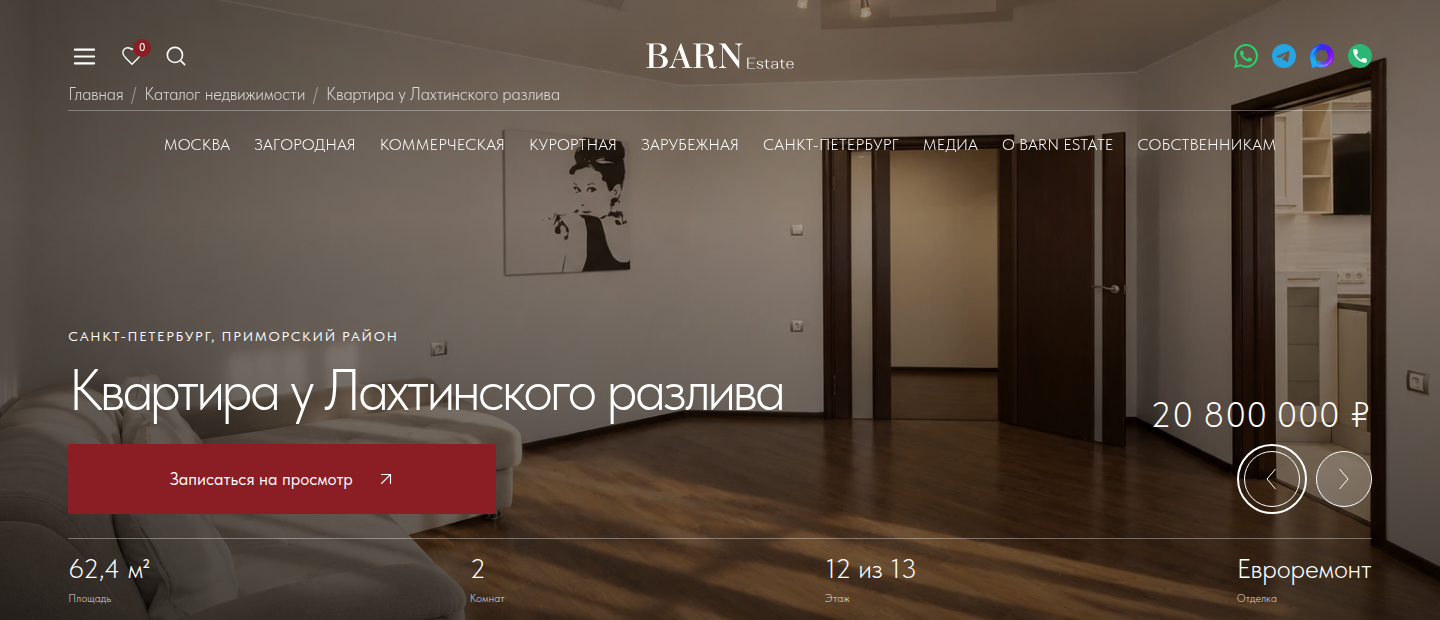 0
BARN Estate
Главная / Каталог недвижимости / Квартира у Лахтинского разлива
МОСКВА ЗАГОРОДНАЯ КОММЕРЧЕСКАЯ КУРОРТНАЯ ЗАРУБЕЖНАЯ САНКТ-ПЕТЕРБУРГ МЕДИА О BARN ESTATE СОБСТВЕННИКАМ
САНКТ-ПЕТЕРБУРГ, ПРИМОРСКИЙ РАЙОН
Квартира у Лахтинского разлива
20 800 000 ₽
Записаться на просмотр
62,4 м² 2 12 из 13 Евроремонт
Площадь Комнат Этаж Отделка